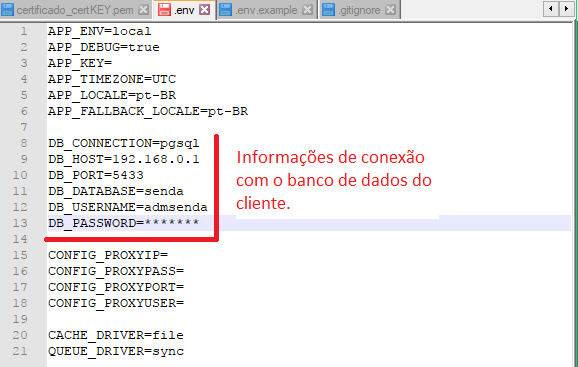 certificado_certKEY.pem .env .env.example .gitignore
1 APP_ENV=local
2 APP_DEBUG=true
3 APP_KEY=
4 APP_TIMEZONE=UTC
5 APP_LOCALE=pt-BR
6 APP_FALLBACK_LOCALE=pt-BR
7
8 DB_CONNECTION=pgsql
9 DB_HOST=192.168.0.1
10 DB_PORT=5433
11 DB_DATABASE=senda
12 DB_USERNAME=admsenda
13 DB_PASSWORD=*******
14
15 CONFIG_PROXYIP=
16 CONFIG_PROXYPASS=
17 CONFIG_PROXYPORT=
18 CONFIG_PROXYUSER=
19
20 CACHE_DRIVER=file
21 QUEUE_DRIVER=sync
Informações de conexão
com o banco de dados do
cliente.